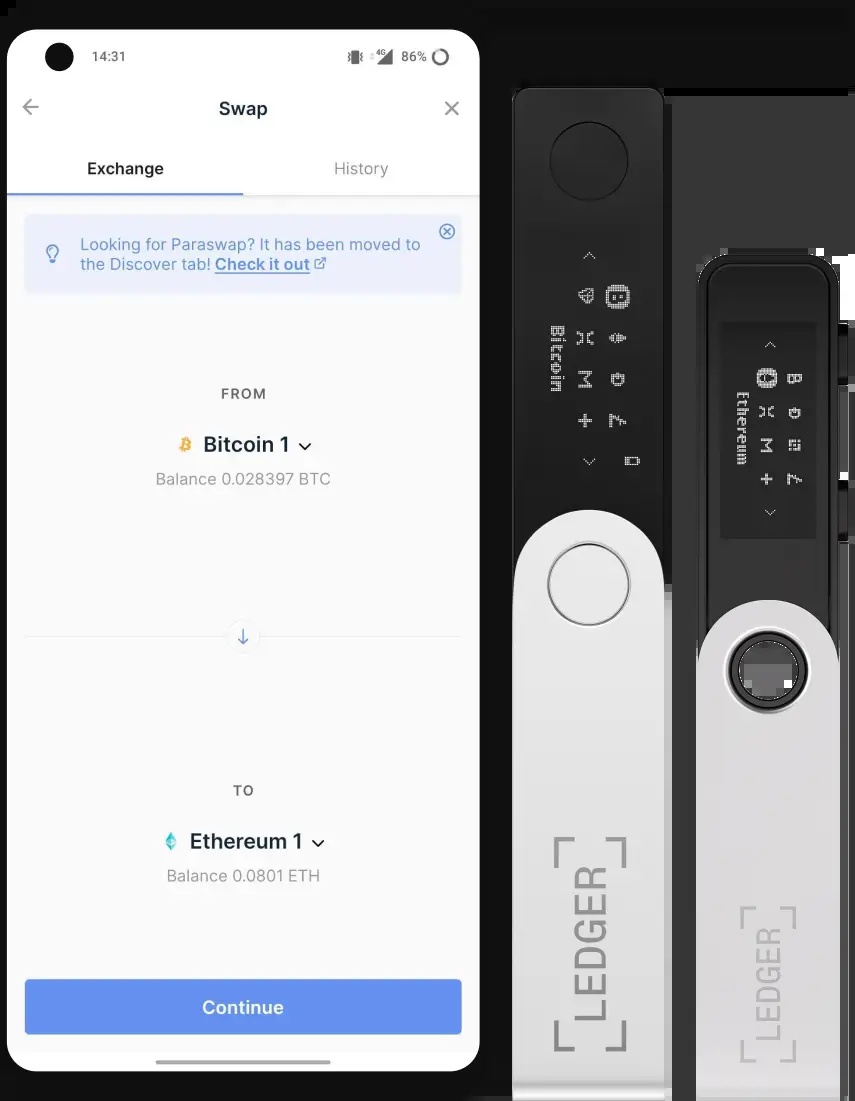 14:31
4G
86%
Swap
Exchange
History
Looking for Paraswap? It has been moved to
the Discover tab! Check it out
FROM
Bitcoin 1
Balance 0.028397 BTC
TO
Ethereum 1
Balance 0.0801 ETH
Continue
Bitcoin
LEDGER
Ethereum
LEDGER